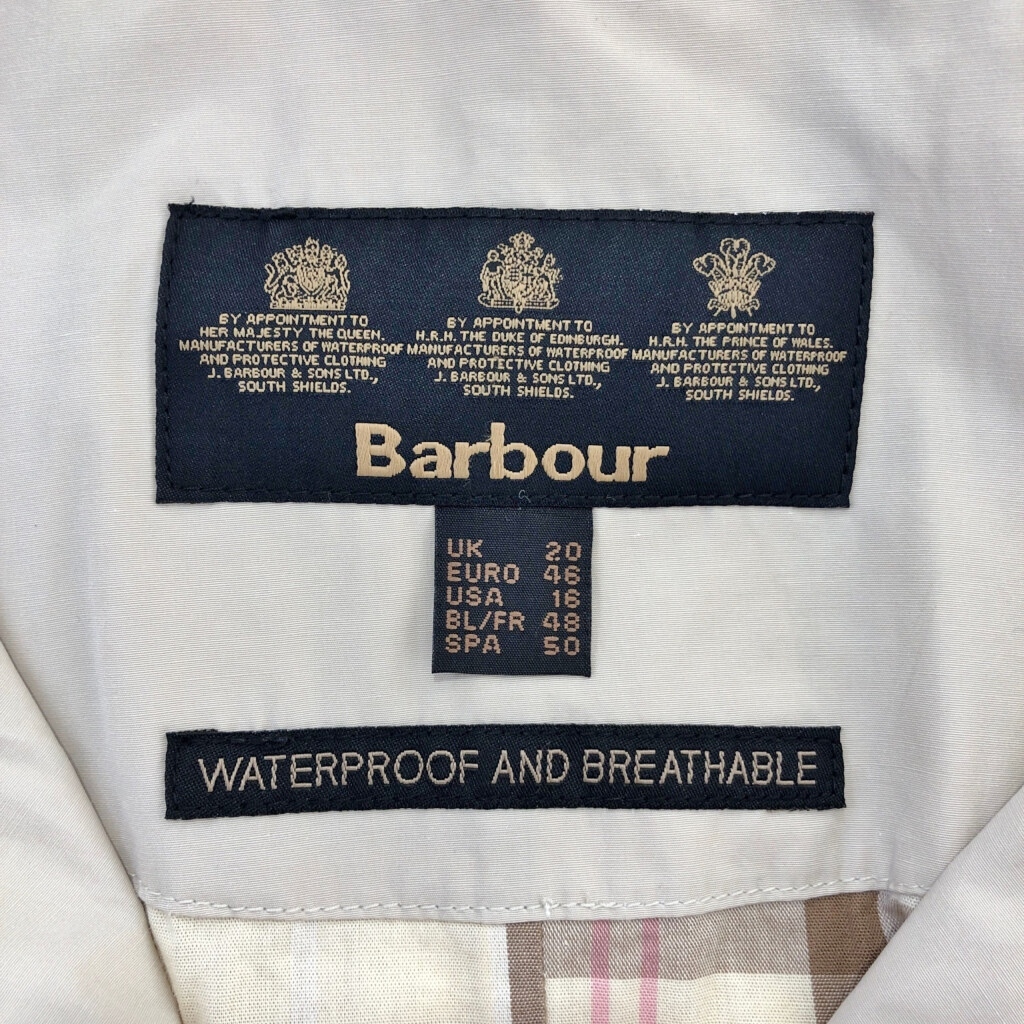 BY APPOINTMENT TO
HER MAJESTY THE QUEEN.
MANUFACTURERS OF WATERPROOF
AND PROTECTIVE CLOTHING
J. BARBOUR & SONS LTD.,
SOUTH SHIELDS.
BY APPOINTMENT TO
H.R.H. THE DUKE OF EDINBURGH.
MANUFACTURERS OF WATERPROOF
AND PROTECTIVE CLOTHING
J. BARBOUR & SONS LTD.,
SOUTH SHIELDS.
BY APPOINTMENT TO
H.R.H. THE PRINCE OF WALES.
MANUFACTURERS OF WATERPROOF
AND PROTECTIVE CLOTHING
J. BARBOUR & SONS LTD.,
SOUTH SHIELDS.
Barbour
UK 20
EURO 46
USA 16
BL/FR 48
SPA 50
WATERPROOF AND BREATHABLE